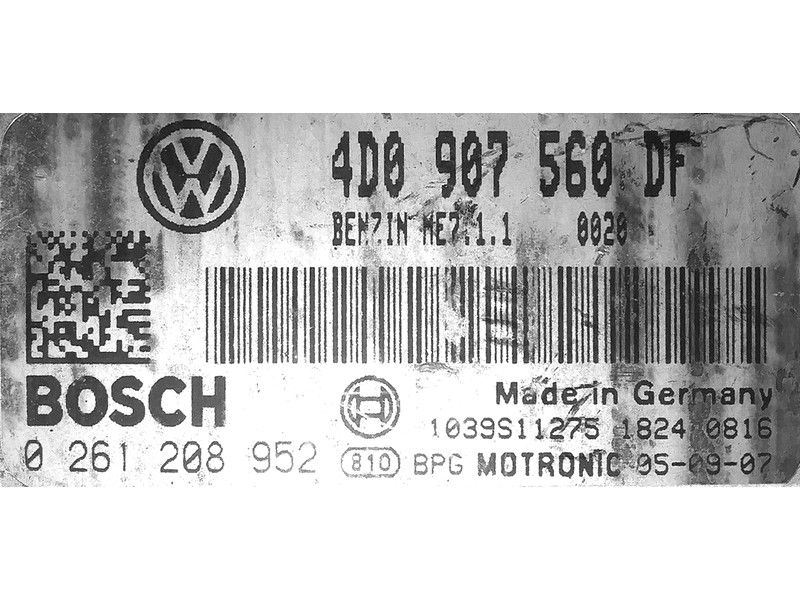 4D0 907 560 DF
BENZIN ME7.1.1 0020
BOSCH
Made in Germany
1039S11275 1824 0816
0 261 208 952 810 BPG MOTRONIC 05-09-07